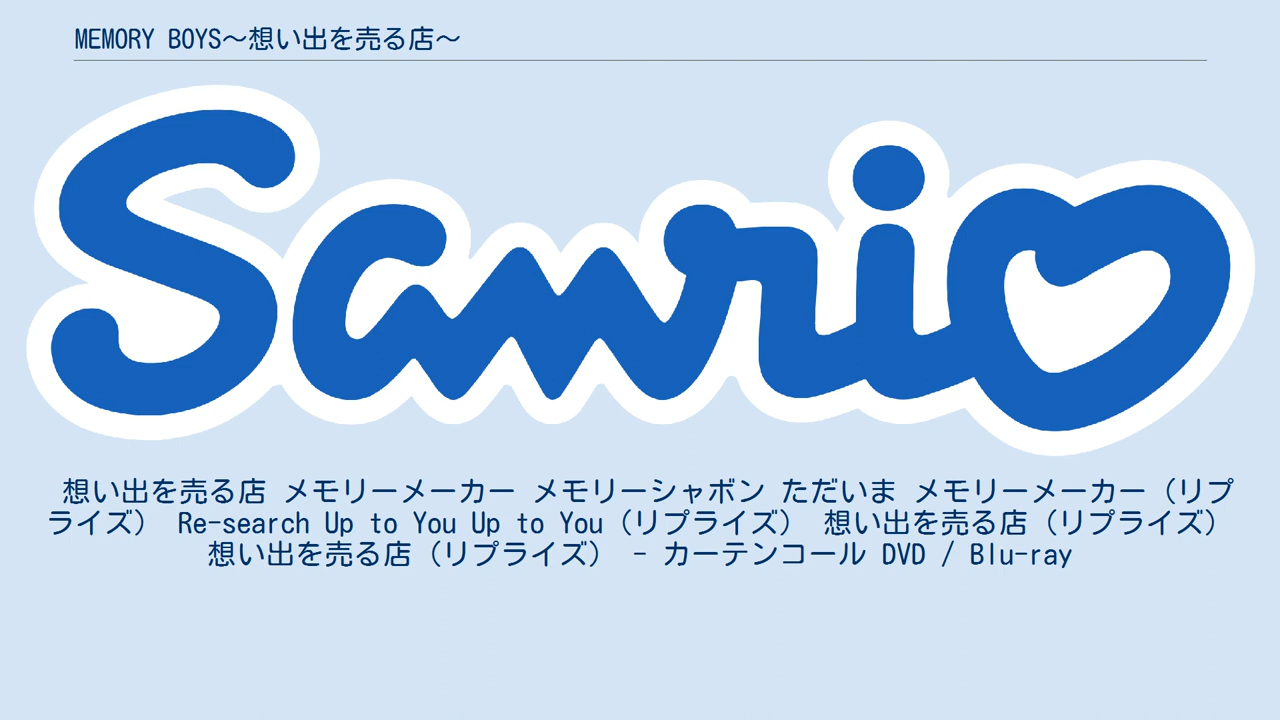 MEMORY BOYS～想い出を売る店～
Sanrio
想い出を売る店 メモリーメーカー メモリーシャボン ただいま メモリーメーカー（リプ
ライズ） Re-search Up to You Up to You（リプライズ） 想い出を売る店（リプライズ）
想い出を売る店（リプライズ） - カーテンコール DVD / Blu-ray